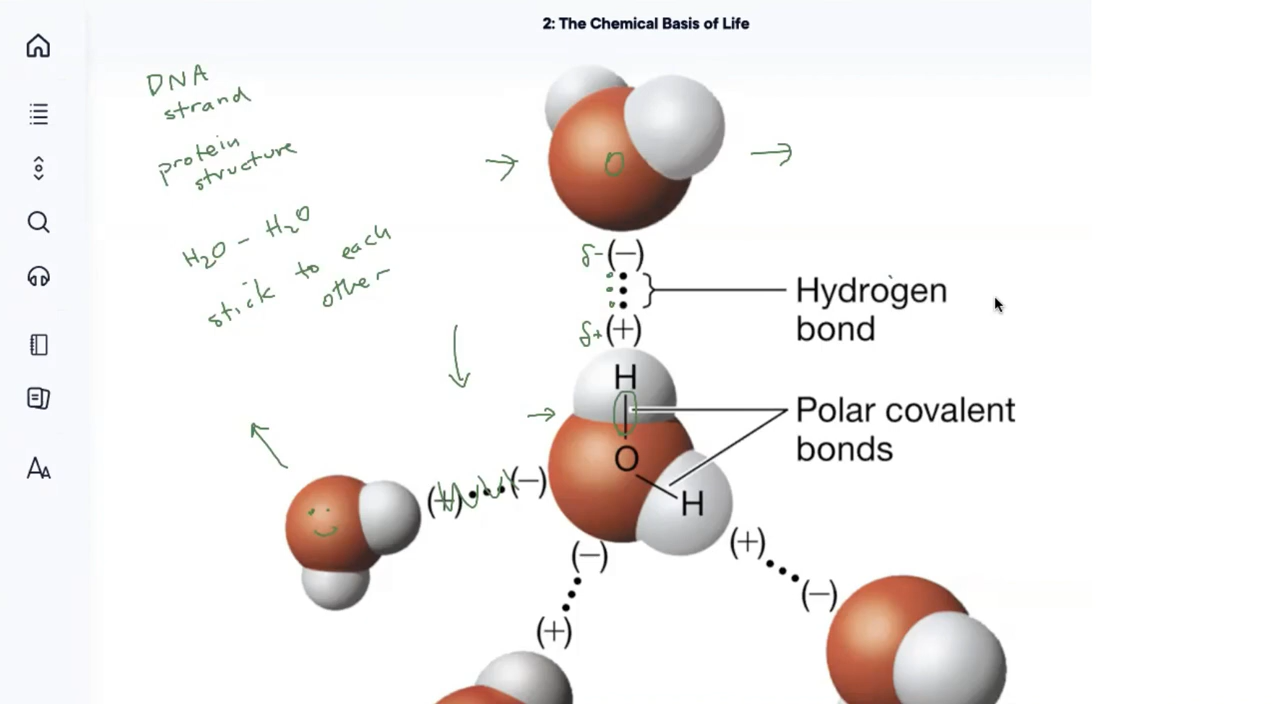 2: The Chemical Basis of Life
DNA
strand
protein
structure
H₂O - H₂O
stick to each
other
O
δ- (—)
Hydrogen
bond
δ+ (+)
H
Polar covalent
bonds
O
H
(+) (—)
(—)
(+)
(+)
(—)
AA